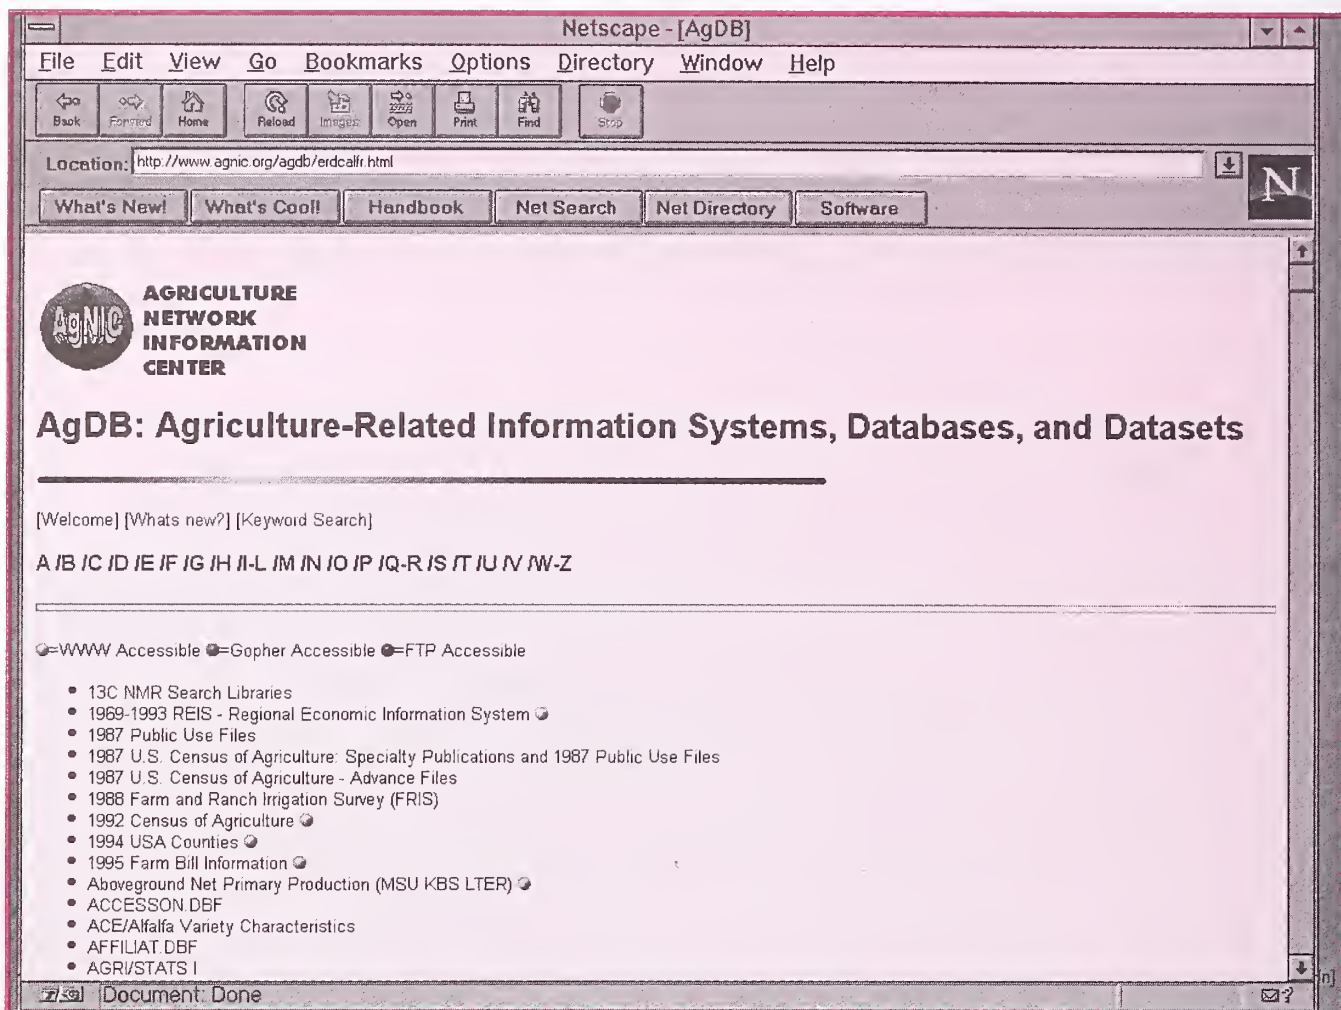 Netscape - [AgDB]
File Edit View Go Bookmarks Options Directory Window Help
Back Forward Home Reload Images Open Print Find Stop
Location: http://www.agnic.org/agdb/erdcalfr.html
N
What's New! What's Cool! Handbook Net Search Net Directory Software
AgNIC
AGRICULTURE
NETWORK
INFORMATION
CENTER
AgDB: Agriculture-Related Information Systems, Databases, and Datasets
[Welcome] [Whats new?] [Keyword Search]
A /B /C /D /E /F /G /H /I-L /M /N /O /P /Q-R /S /T /U /V /W-Z
=WWW Accessible =Gopher Accessible =FTP Accessible
• 13C NMR Search Libraries
• 1969-1993 REIS - Regional Economic Information System
• 1987 Public Use Files
• 1987 U.S. Census of Agriculture: Specialty Publications and 1987 Public Use Files
• 1987 U.S. Census of Agriculture - Advance Files
• 1988 Farm and Ranch Irrigation Survey (FRIS)
• 1992 Census of Agriculture
• 1994 USA Counties
• 1995 Farm Bill Information
• Aboveground Net Primary Production (MSU KBS LTER)
• ACCESSON.DBF
• ACE/Alfalfa Variety Characteristics
• AFFILIAT.DBF
• AGRI/STATS I
Document: Done
?
n]